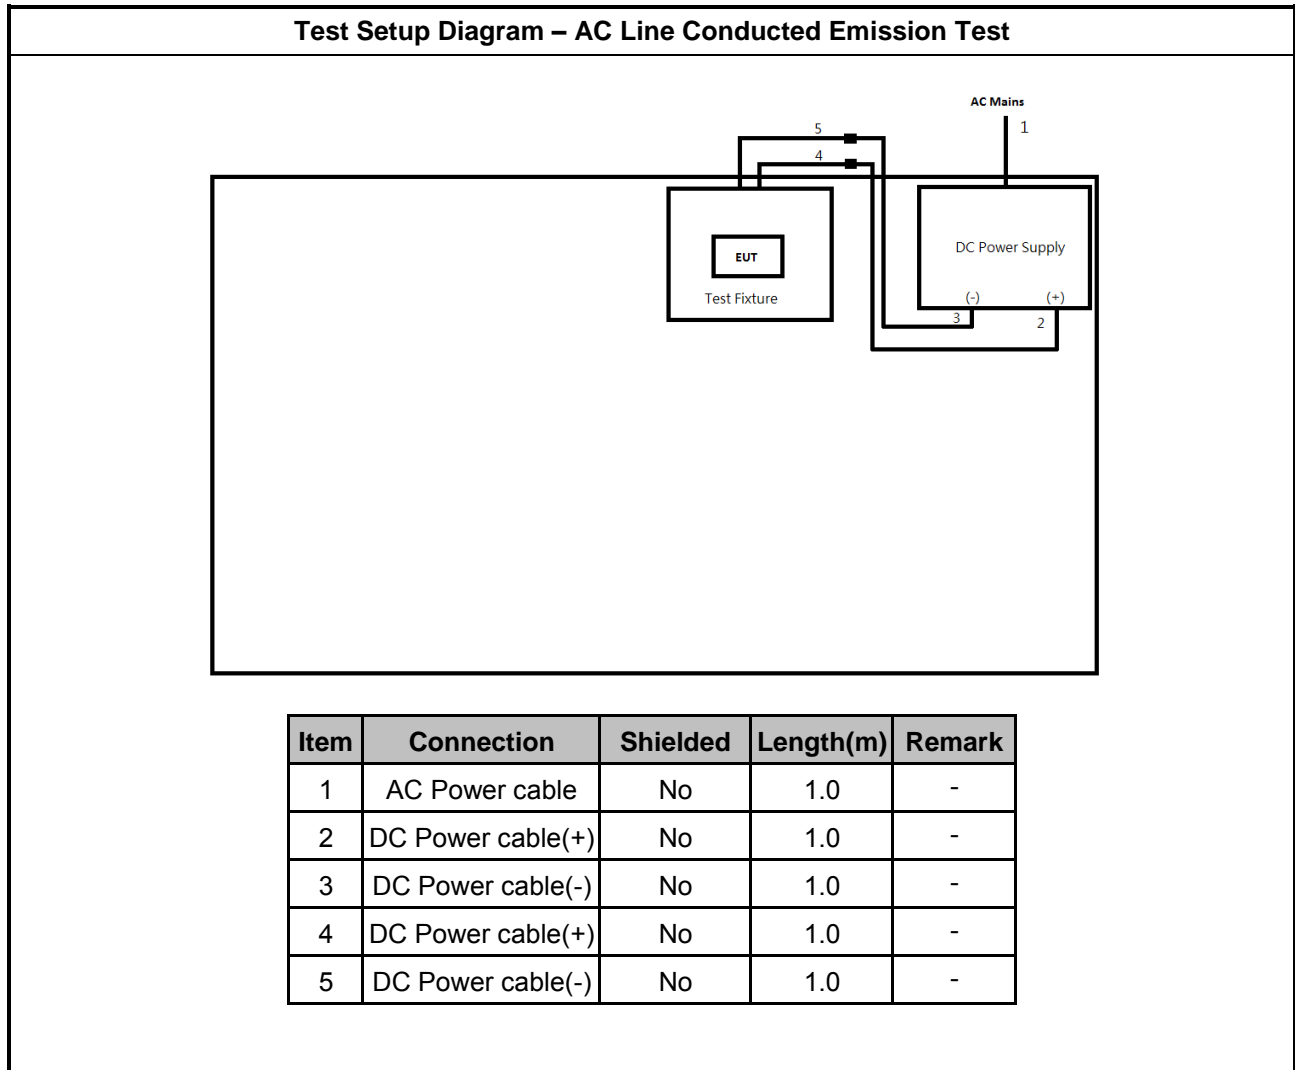 Test Setup Diagram – AC Line Conducted Emission Test
AC Mains
1
5
4
EUT
Test Fixture
DC Power Supply
(-) (+)
3 2
Item Connection Shielded Length(m) Remark
1 AC Power cable No 1.0 -
2 DC Power cable(+) No 1.0 -
3 DC Power cable(-) No 1.0 -
4 DC Power cable(+) No 1.0 -
5 DC Power cable(-) No 1.0 -